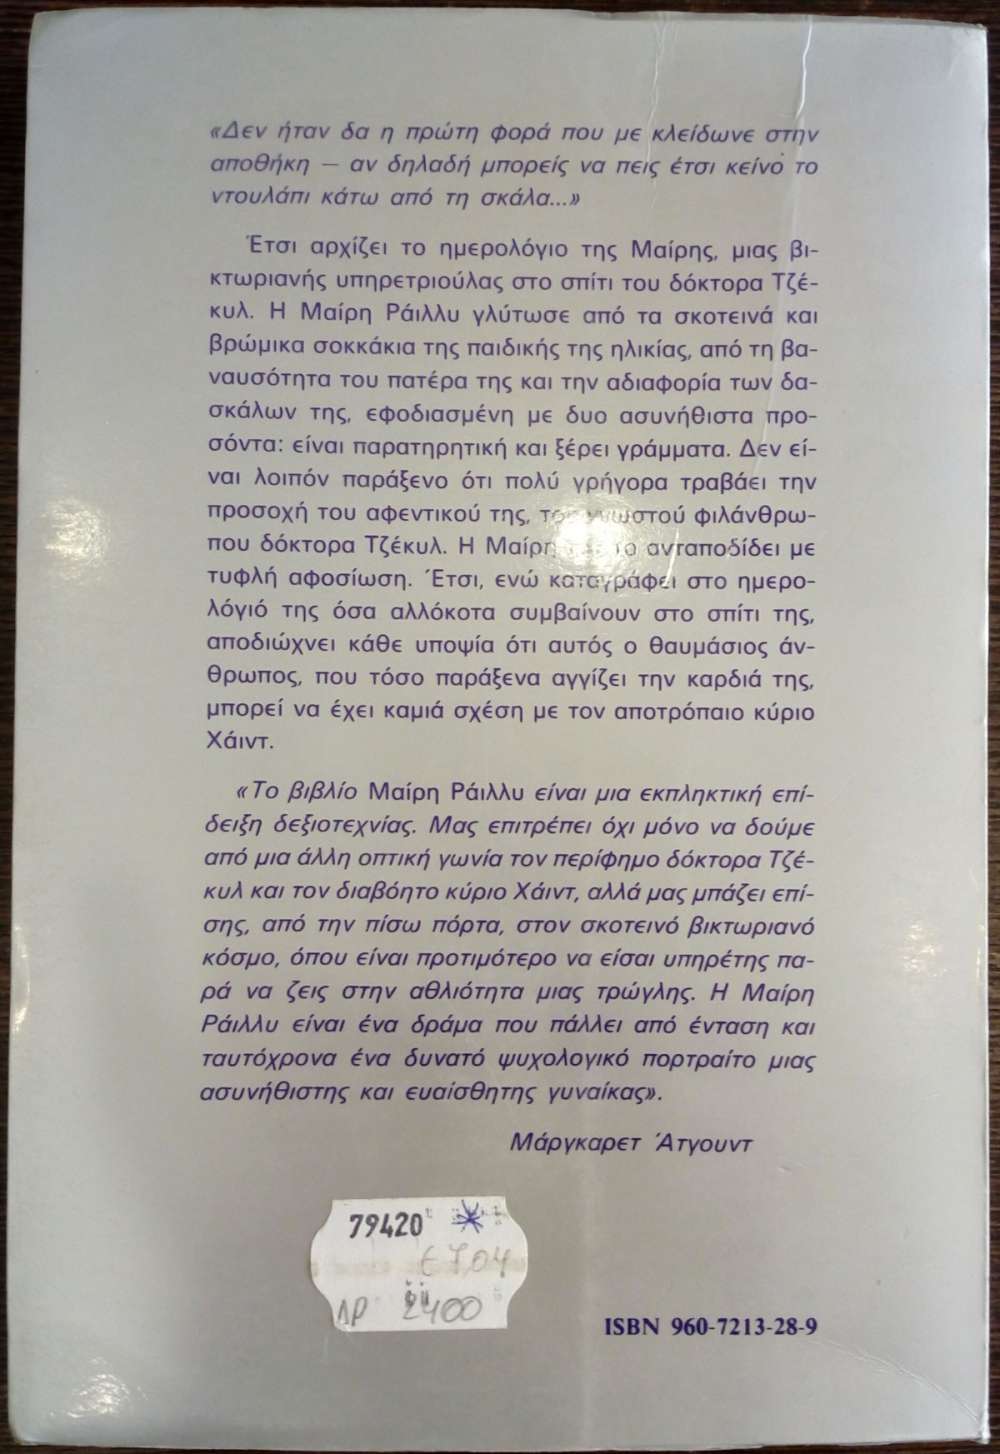 «Δεν ήταν δα η πρώτη φορά που με κλείδωνε στην
αποθήκη — αν δηλαδή μπορείς να πεις έτσι κείνο το
ντουλάπι κάτω από τη σκάλα...»
Έτσι αρχίζει το ημερολόγιο της Μαίρης, μιας βι-
κτωριανής υπηρετριούλας στο σπίτι του δόκτορα Τζέ-
κυλ. Η Μαίρη Ράιλλυ γλύτωσε από τα σκοτεινά και
βρώμικα σοκκάκια της παιδικής της ηλικίας, από τη βα-
ναυσότητα του πατέρα της και την αδιαφορία των δα-
σκάλων της, εφοδιασμένη με δυο ασυνήθιστα προ-
σόντα: είναι παρατηρητική και ξέρει γράμματα. Δεν εί-
ναι λοιπόν παράξενο ότι πολύ γρήγορα τραβάει την
προσοχή του αφεντικού της, του γνωστού φιλάνθρω-
που δόκτορα Τζέκυλ. Η Μαίρη το ανταποδίδει με
τυφλή αφοσίωση. Έτσι, ενώ καταγράφει στο ημερο-
λόγιό της όσα αλλόκοτα συμβαίνουν στο σπίτι της,
αποδιώχνει κάθε υποψία ότι αυτός ο θαυμάσιος άν-
θρωπος, που τόσο παράξενα αγγίζει την καρδιά της,
μπορεί να έχει καμιά σχέση με τον αποτρόπαιο κύριο
Χάιντ.
«Το βιβλίο Μαίρη Ράιλλυ είναι μια εκπληκτική επί-
δειξη δεξιοτεχνίας. Μας επιτρέπει όχι μόνο να δούμε
από μια άλλη οπτική γωνία τον περίφημο δόκτορα Τζέ-
κυλ και τον διαβόητο κύριο Χάιντ, αλλά μας μπάζει επί-
σης, από την πίσω πόρτα, στον σκοτεινό βικτωριανό
κόσμο, όπου είναι προτιμότερο να είσαι υπηρέτης πα-
ρά να ζεις στην αθλιότητα μιας τρώγλης. Η Μαίρη
Ράιλλυ είναι ένα δράμα που πάλλει από ένταση και
ταυτόχρονα ένα δυνατό ψυχολογικό πορτραίτο μιας
ασυνήθιστης και ευαίσθητης γυναίκας».
Μάργκαρετ Άτγουντ
79420
€7,04
ΔΡ 2400
ISBN 960-7213-28-9